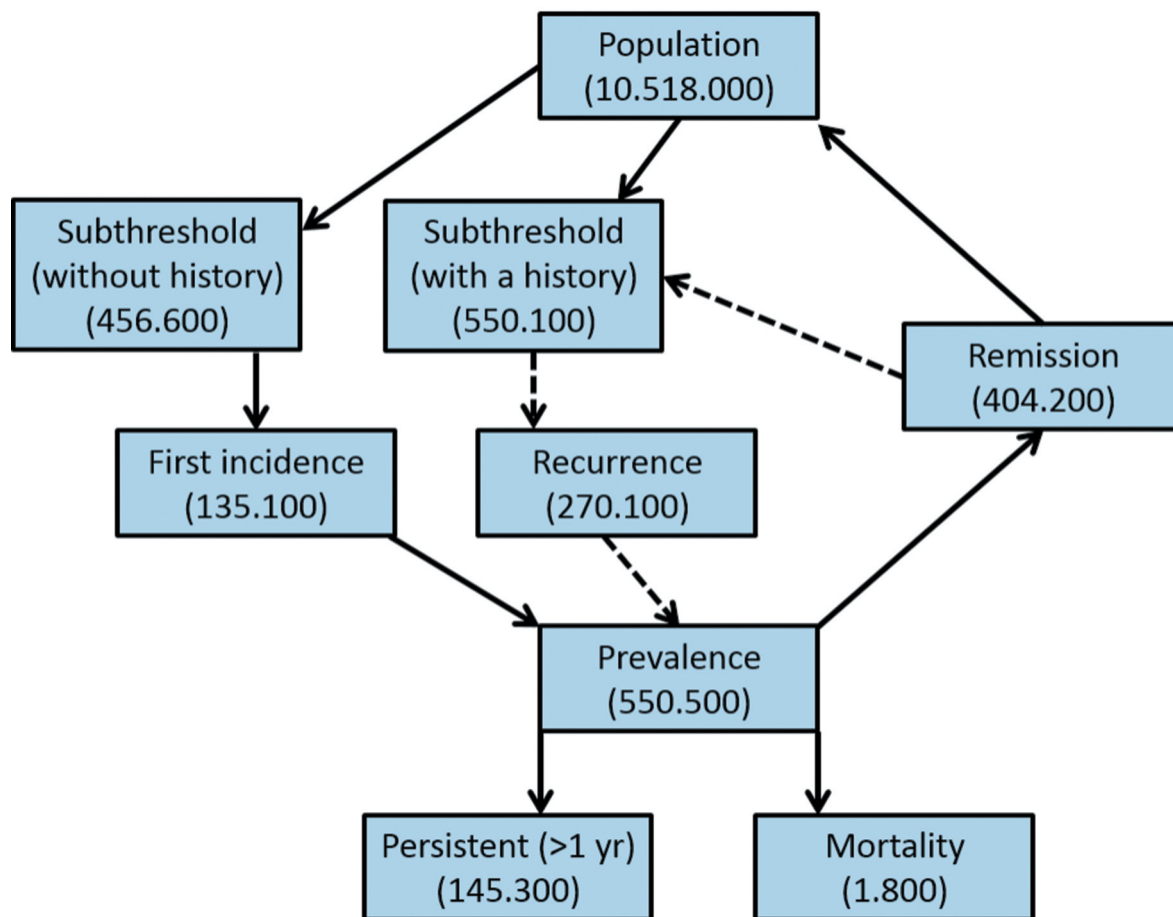 Population
(10.518.000)
Subthreshold
(without history)
(456.600)
Subthreshold
(with a history)
(550.100)
Remission
(404.200)
First incidence
(135.100)
Recurrence
(270.100)
Prevalence
(550.500)
Persistent (>1 yr)
(145.300)
Mortality
(1.800)